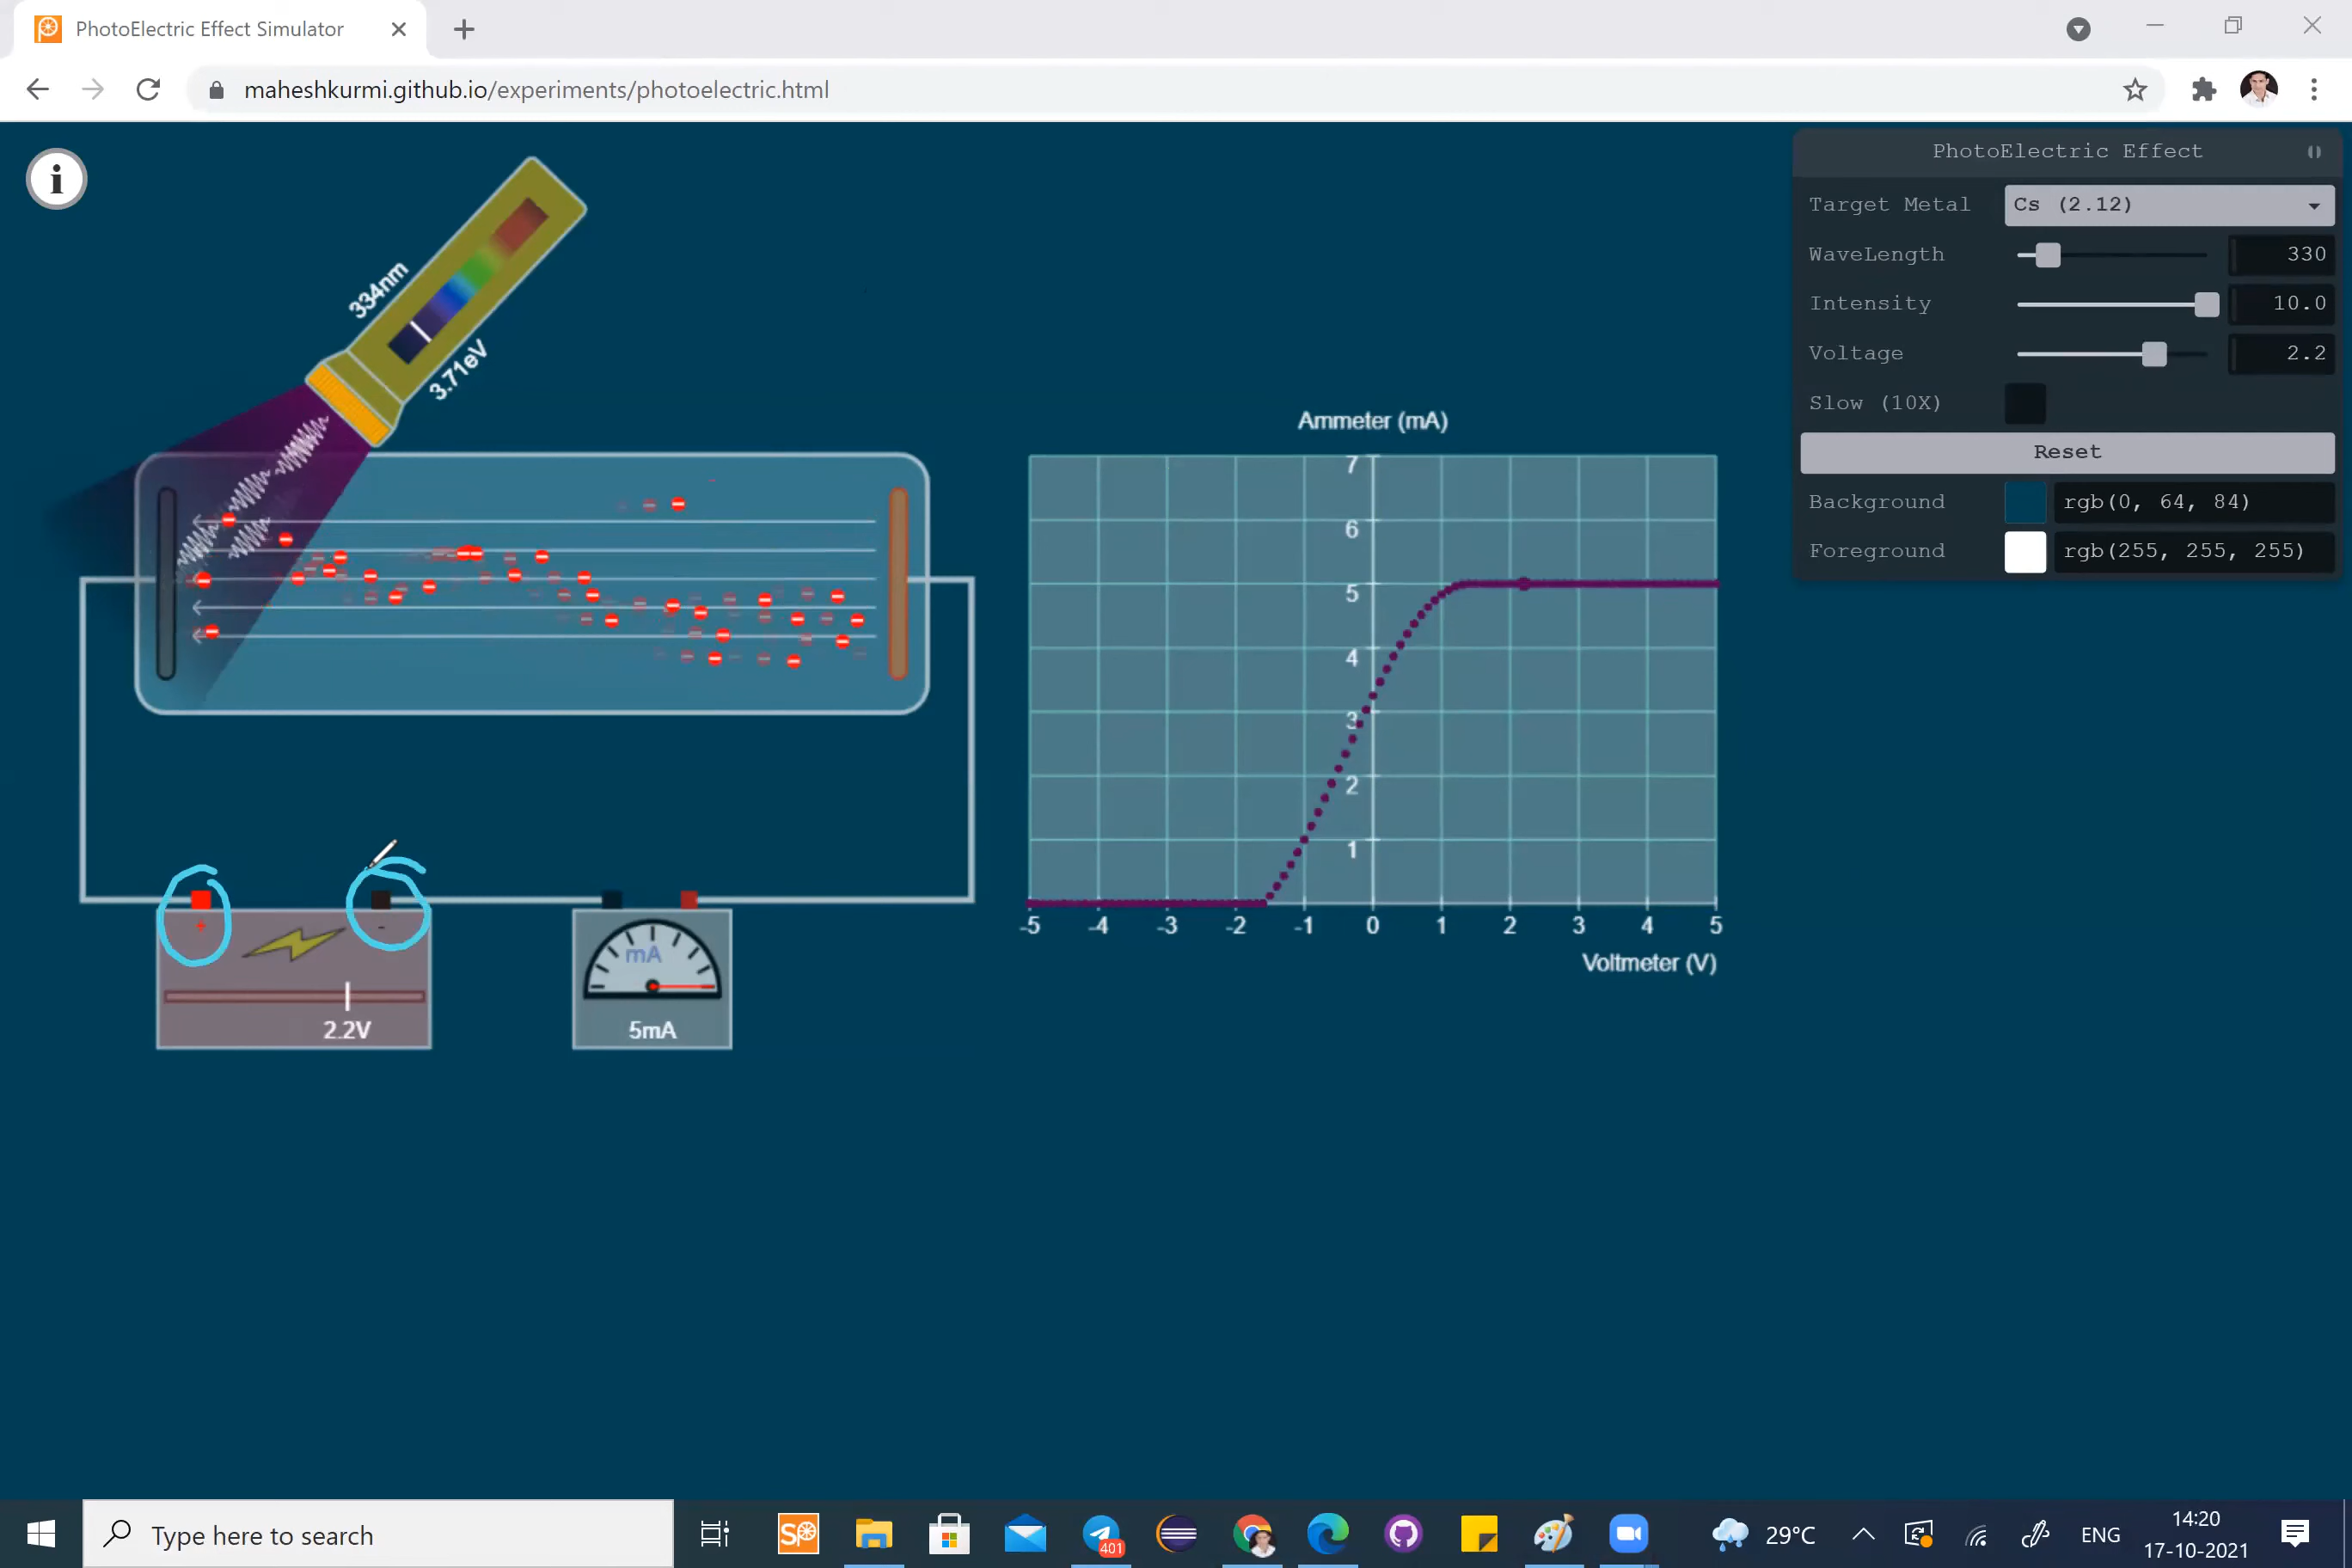 PhotoElectric Effect Simulator
maheshkurmi.github.io/experiments/photoelectric.html
i
334nm
3.71eV
PhotoElectric Effect
Target Metal Cs (2.12)
WaveLength 330
Intensity 10.0
Voltage 2.2
Slow (10X)
Reset
Background rgb(0, 64, 84)
Foreground rgb(255, 255, 255)
Ammeter (mA)
7
6
5
4
3
2
1
-5 -4 -3 -2 -1 0 1 2 3 4 5
Voltmeter (V)
+ -
2.2V
mA
5mA
Type here to search
SP
401
29°C
ENG
14:20
17-10-2021